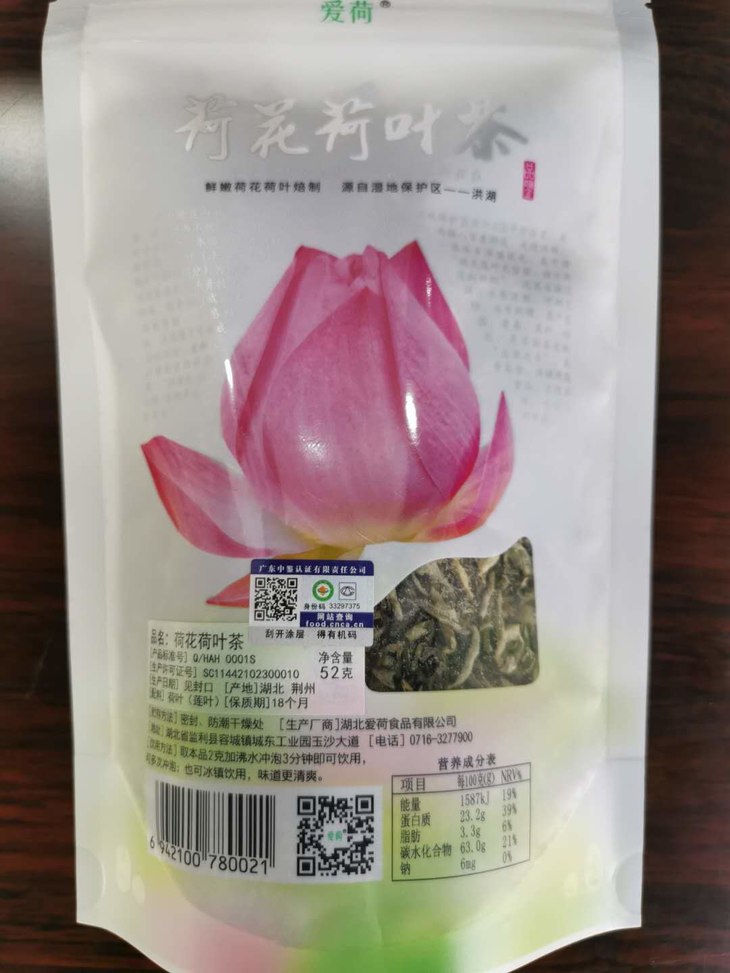 爱荷®
荷花荷叶茶
鲜嫩荷花荷叶焙制 源自湿地保护区——洪湖
广东中鉴认证有限责任公司
身份码 33297375
网站查询
food.cnca.cn
刮开涂层 得有机码
品名：荷花荷叶茶
[产品标准号] Q/HAH 0001S
[生产许可证号] SC11442102300010
[生产日期] 见封口 [产地]湖北 荆州
[配料] 荷叶（莲叶）[保质期]18个月
净含量
52克
[贮存方法] 密封、防潮干燥处 [生产厂商]湖北爱荷食品有限公司
[地址] 湖北省监利县容城镇城东工业园玉沙大道 [电话] 0716-3277900
[饮用方法] 取本品2克加沸水冲泡3分钟即可饮用，
可多次冲泡；也可冰镇饮用，味道更清爽。
6 942100 780021
爱荷
营养成分表
项目 每100克(g) NRV%
能量 1587kJ 19%
蛋白质 23.2g 39%
脂肪 3.3g 6%
碳水化合物 63.0g 21%
钠 6mg 0%